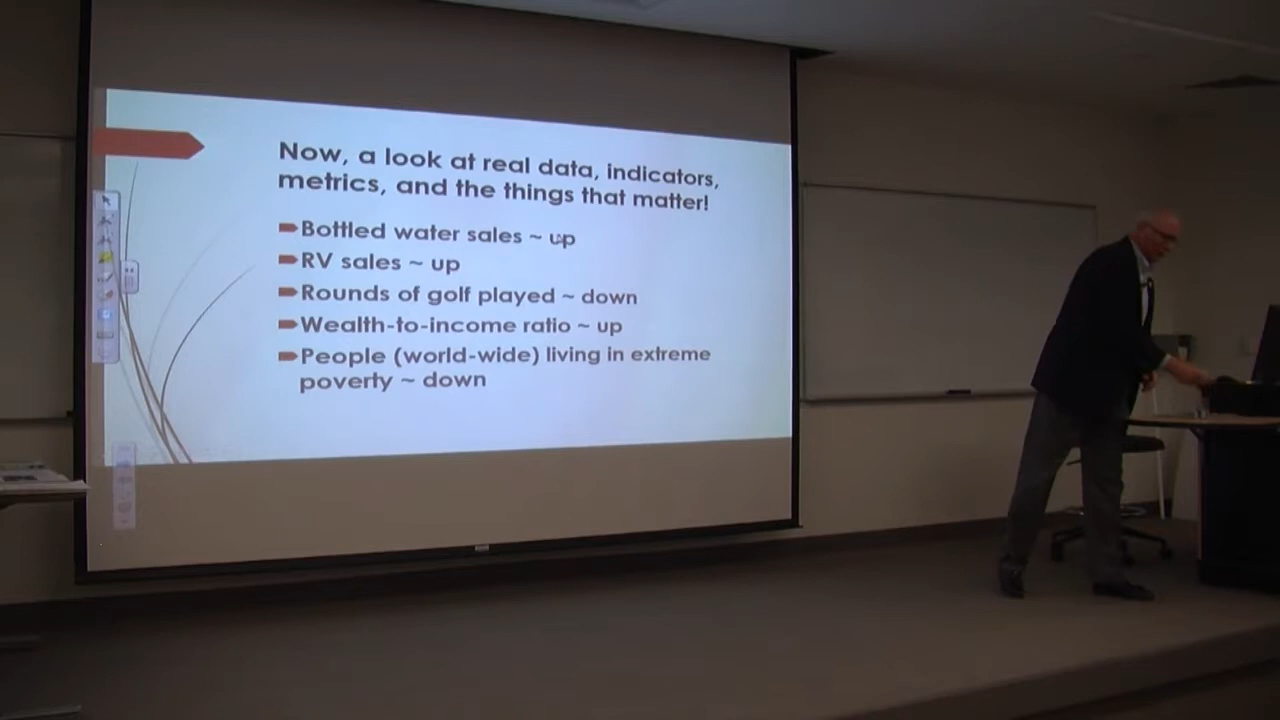 Now, a look at real data, indicators,
metrics, and the things that matter!
Bottled water sales ~ up
RV sales ~ up
Rounds of golf played ~ down
Wealth-to-income ratio ~ up
People (world-wide) living in extreme
poverty ~ down